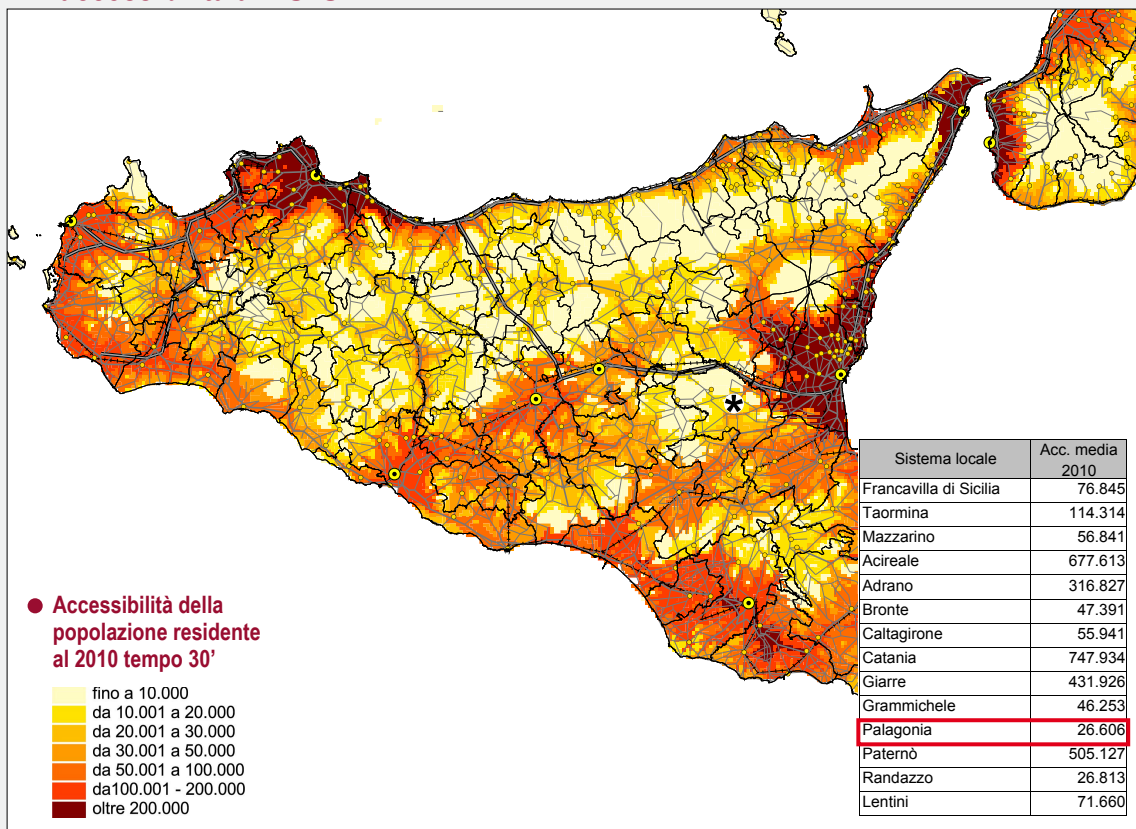 ● Accessibilità della
popolazione residente
al 2010 tempo 30’
fino a 10.000
da 10.001 a 20.000
da 20.001 a 30.000
da 30.001 a 50.000
da 50.001 a 100.000
da100.001 - 200.000
oltre 200.000
*
Sistema locale Acc. media 2010
Francavilla di Sicilia 76.845
Taormina 114.314
Mazzarino 56.841
Acireale 677.613
Adrano 316.827
Bronte 47.391
Caltagirone 55.941
Catania 747.934
Giarre 431.926
Grammichele 46.253
Palagonia 26.606
Paternò 505.127
Randazzo 26.813
Lentini 71.660